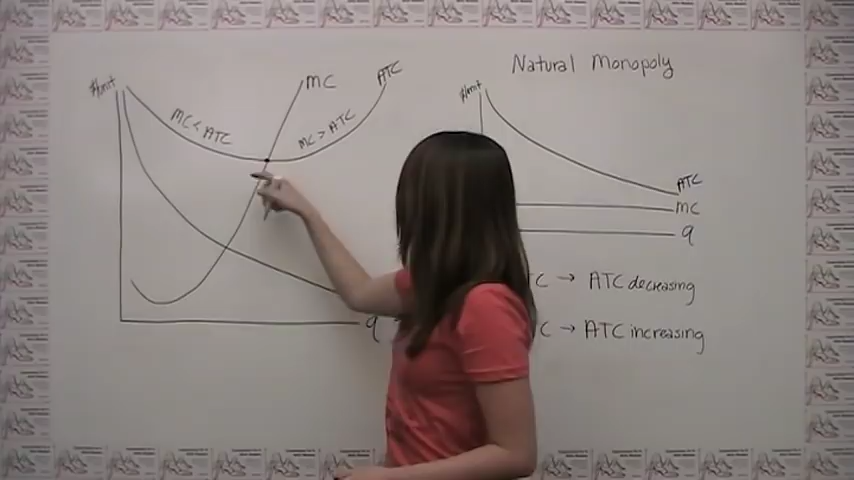 Natural Monopoly
$/unit
MC
ATC
MC < ATC
MC > ATC
q
$/unit
ATC
MC
q
C → ATC decreasing
C → ATC increasing